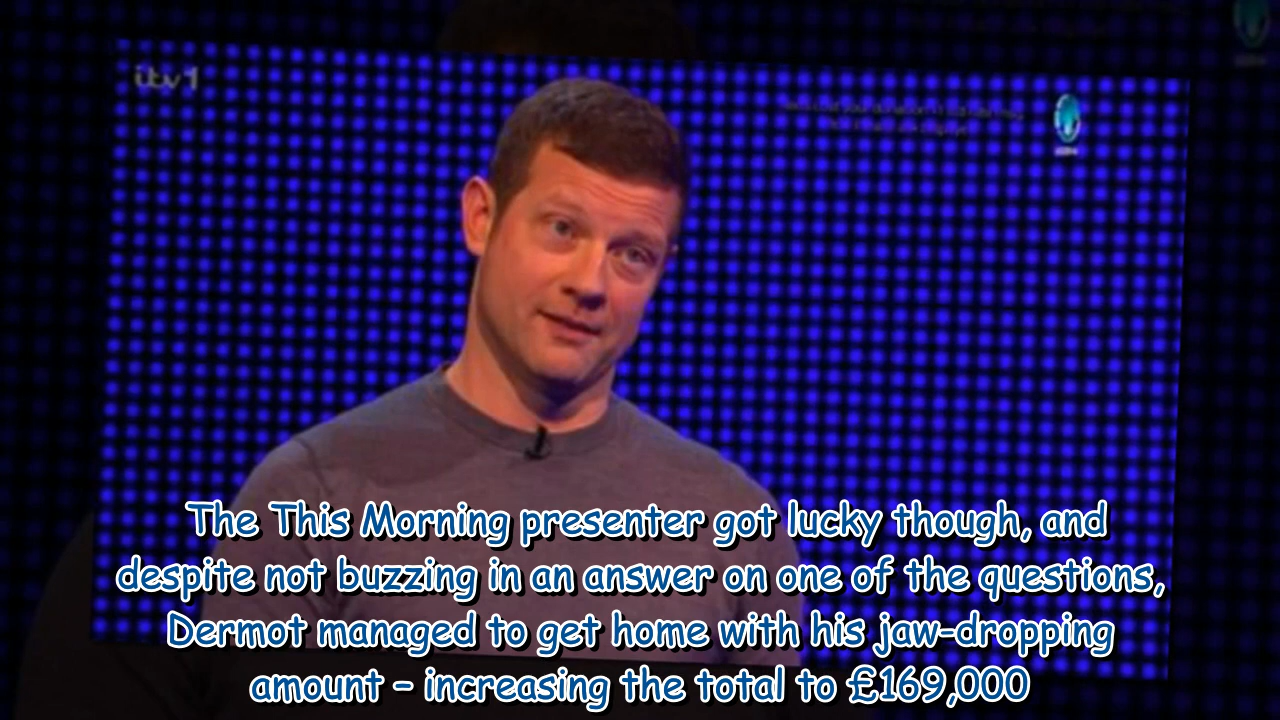 itv1
The This Morning presenter got lucky though, and
despite not buzzing in an answer on one of the questions,
Dermot managed to get home with his jaw-dropping
amount – increasing the total to £169,000